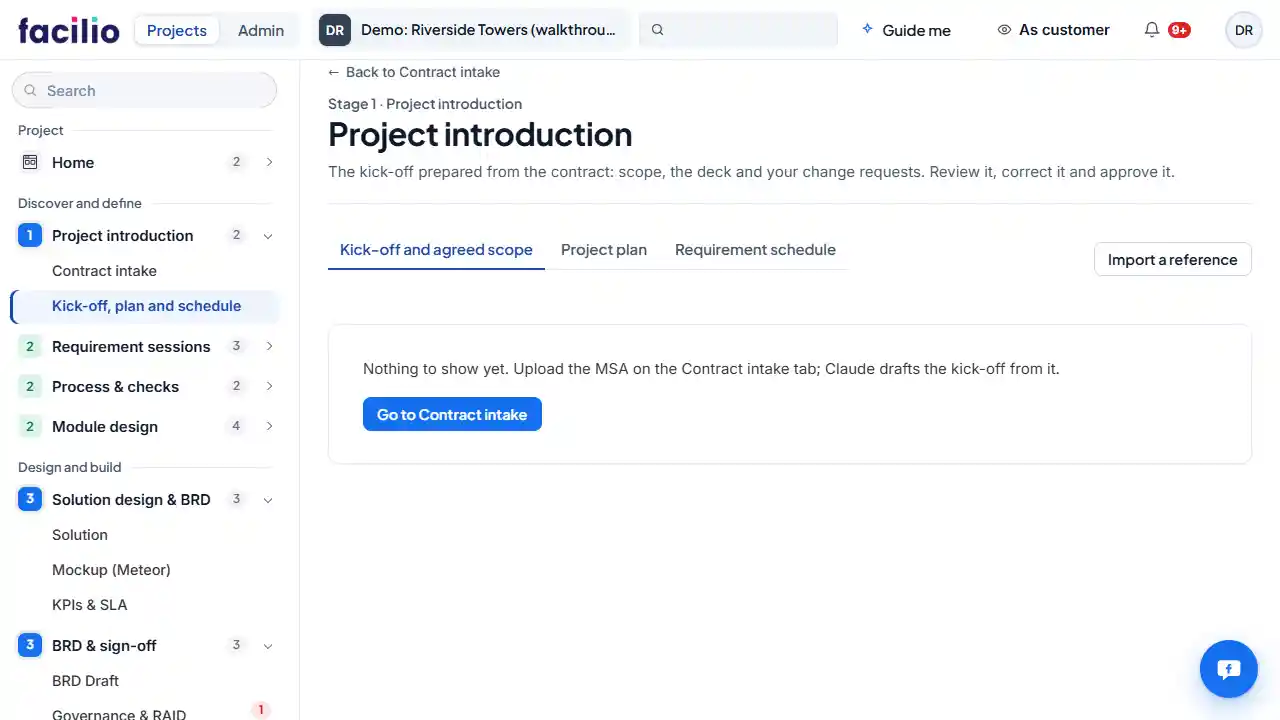 facilio
Projects
Admin
DR
Demo: Riverside Towers (walkthrou...
Guide me
As customer
9+
DR
Search
Project
Home 2
Discover and define
1 Project introduction 2
Contract intake
Kick-off, plan and schedule
2 Requirement sessions 3
2 Process & checks 2
2 Module design 4
Design and build
3 Solution design & BRD 3
Solution
Mockup (Meteor)
KPIs & SLA
3 BRD & sign-off 3
BRD Draft
Governance & RAID 1
← Back to Contract intake
Stage 1 · Project introduction
Project introduction
The kick-off prepared from the contract: scope, the deck and your change requests. Review it, correct it and approve it.
Kick-off and agreed scope
Project plan
Requirement schedule
Import a reference
Nothing to show yet. Upload the MSA on the Contract intake tab; Claude drafts the kick-off from it.
Go to Contract intake